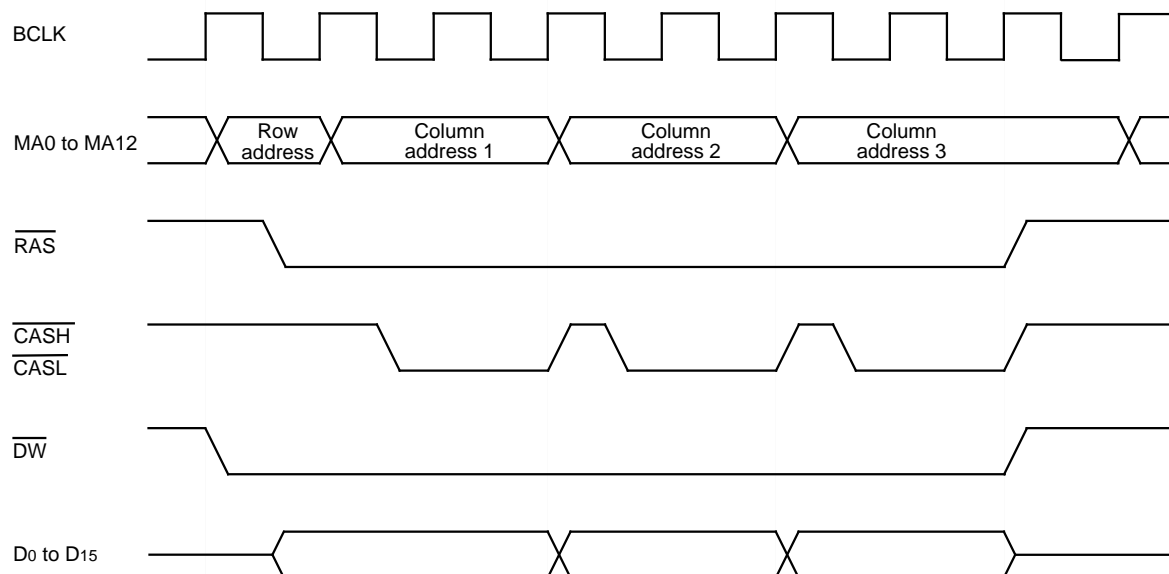 BCLK
MA0 to MA12
Row
address
Column
address 1
Column
address 2
Column
address 3
RAS
CASH
CASL
DW
D0 to D15